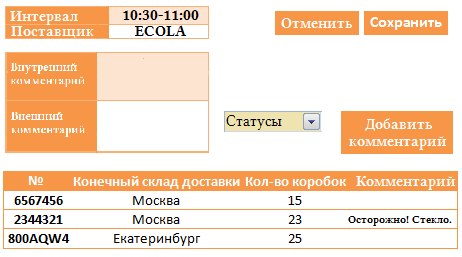 Интервал 10:30-11:00 Отменить Сохранить
Поставщик ECOLA
Внутренний
комментарий
Внешний
комментарий
Статусы
Добавить
комментарий
№ Конечный склад доставки Кол-во коробок Комментарий
6567456 Москва 15
2344321 Москва 23 Осторожно! Стекло.
800AQW4 Екатеринбург 25